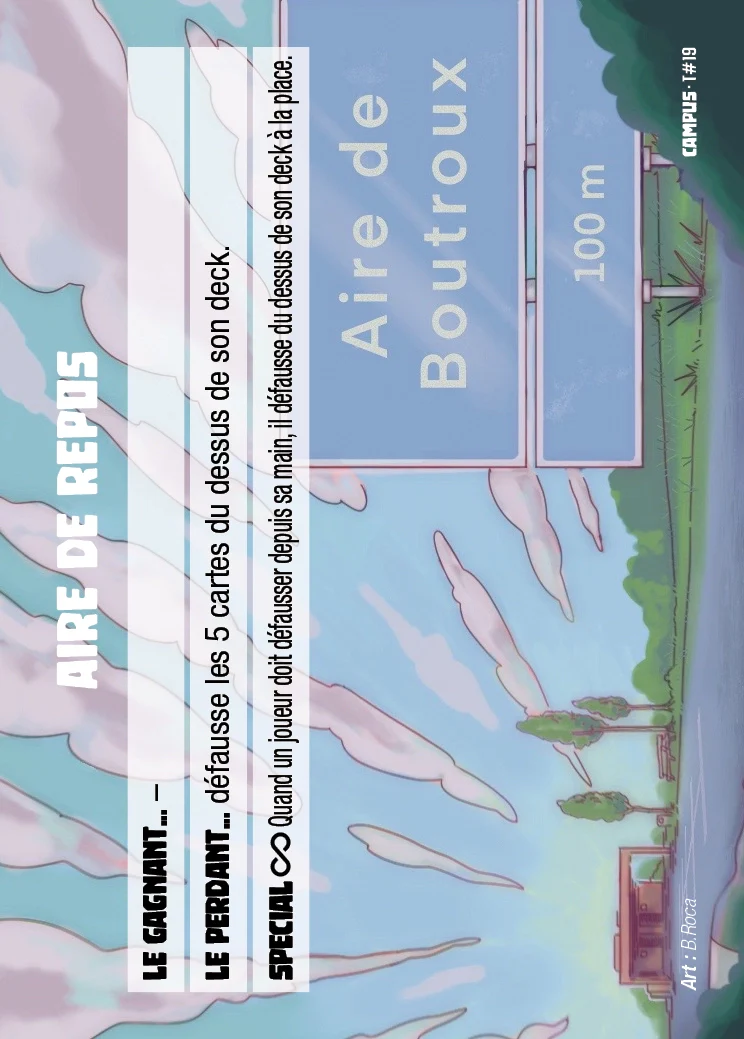 AIRE DE REPOS
LE GAGNANT... –
LE PERDANT... défausse les 5 cartes du dessus de son deck.
SPECIAL ∞ Quand un joueur doit défausser depuis sa main, il défausse du dessus de son deck à la place.
Aire de
Boutroux
100 m
Art : B.Roca
CAMPUS · T#19